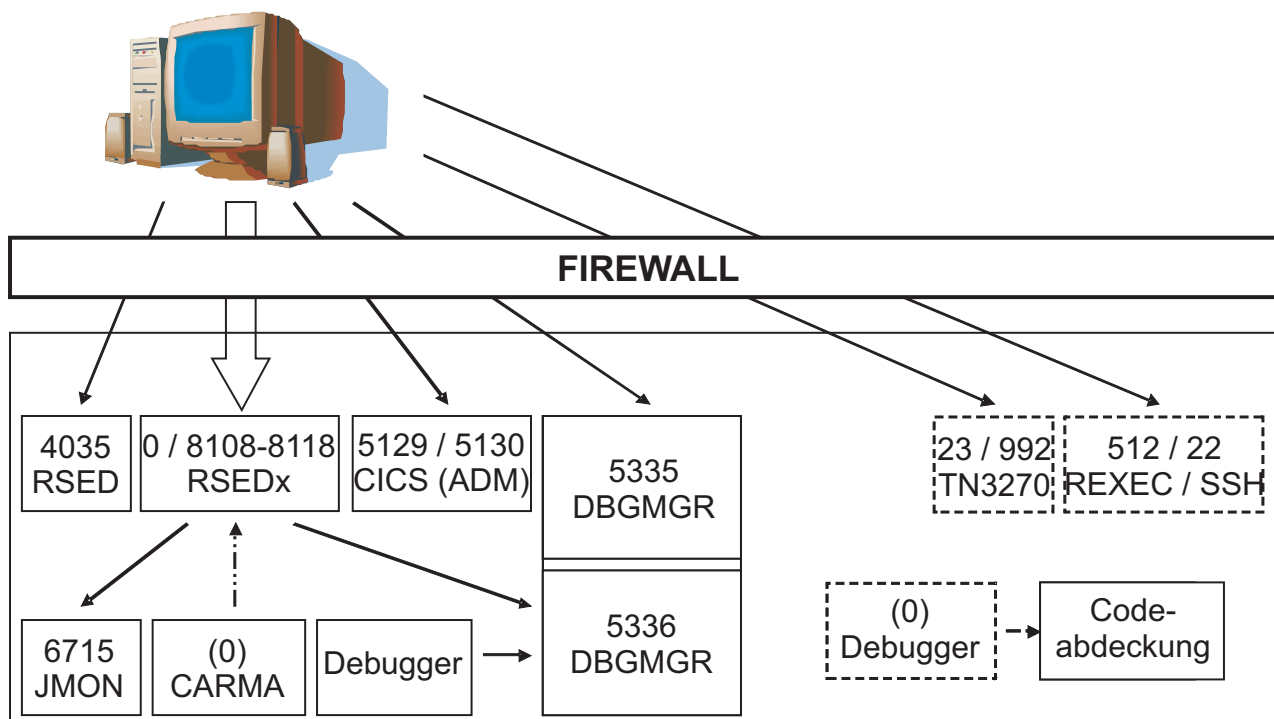 FIREWALL
4035
RSED
0 / 8108-8118
RSEDx
5129 / 5130
CICS (ADM)
5335
DBGMGR
23 / 992
TN3270
512 / 22
REXEC / SSH
6715
JMON
(0)
CARMA
Debugger
5336
DBGMGR
(0)
Debugger
Code-
abdeckung